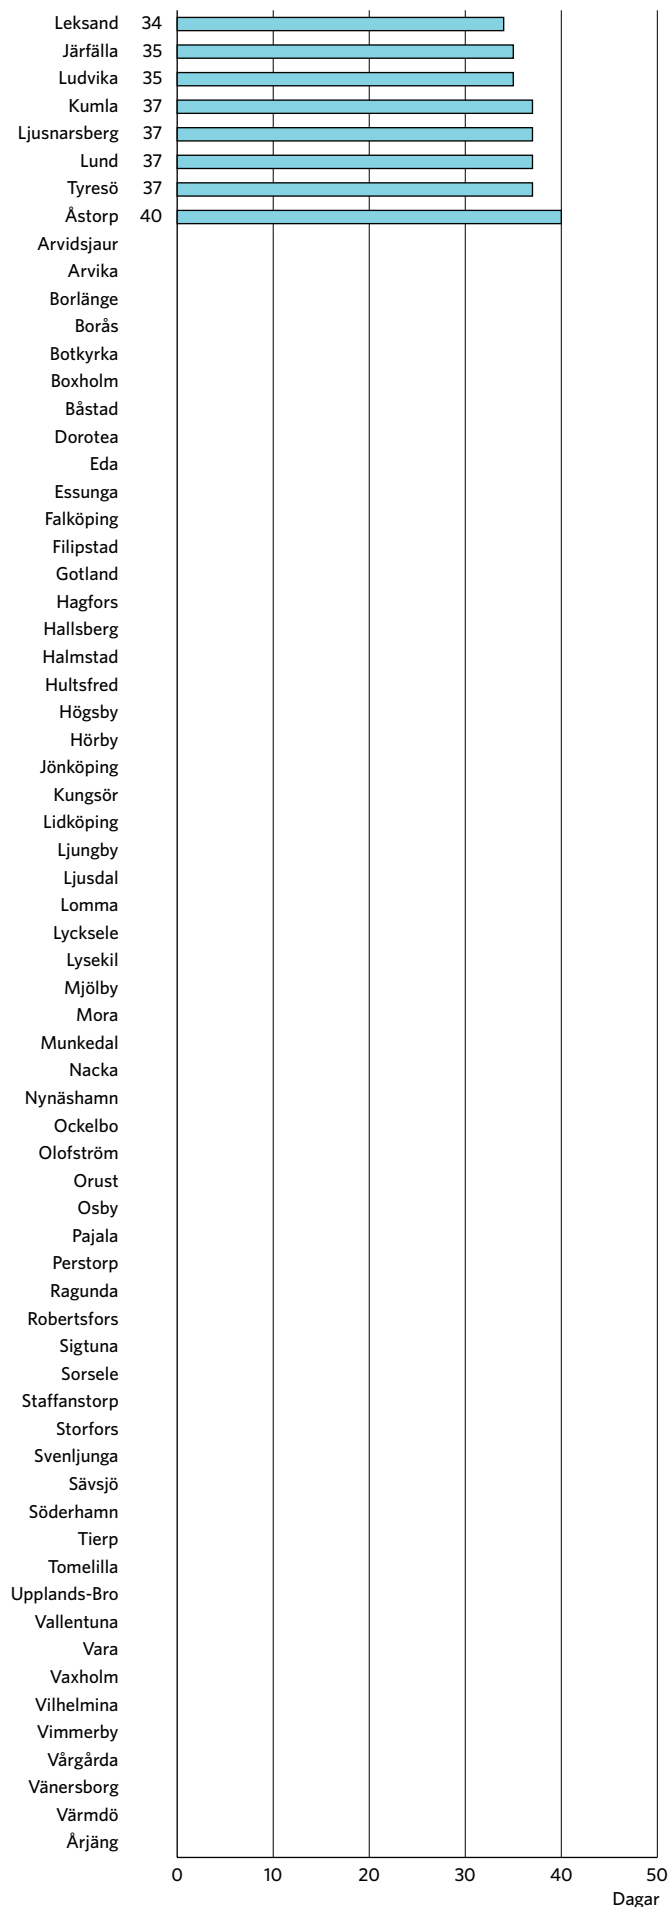 Leksand 34
Järfälla 35
Ludvika 35
Kumla 37
Ljusnarsberg 37
Lund 37
Tyresö 37
Åstorp 40
Arvidsjaur
Arvika
Borlänge
Borås
Botkyrka
Boxholm
Båstad
Dorotea
Eda
Essunga
Falköping
Filipstad
Gotland
Hagfors
Hallsberg
Halmstad
Hultsfred
Högsby
Hörby
Jönköping
Kungsör
Lidköping
Ljungby
Ljusdal
Lomma
Lycksele
Lysekil
Mjölby
Mora
Munkedal
Nacka
Nynäshamn
Ockelbo
Olofström
Orust
Osby
Pajala
Perstorp
Ragunda
Robertsfors
Sigtuna
Sorsele
Staffanstorp
Storfors
Svenljunga
Sävsjö
Söderhamn
Tierp
Tomelilla
Upplands-Bro
Vallentuna
Vara
Vaxholm
Vilhelmina
Vimmerby
Vårgårda
Vänersborg
Värmdö
Årjäng
0 10 20 30 40 50
Dagar